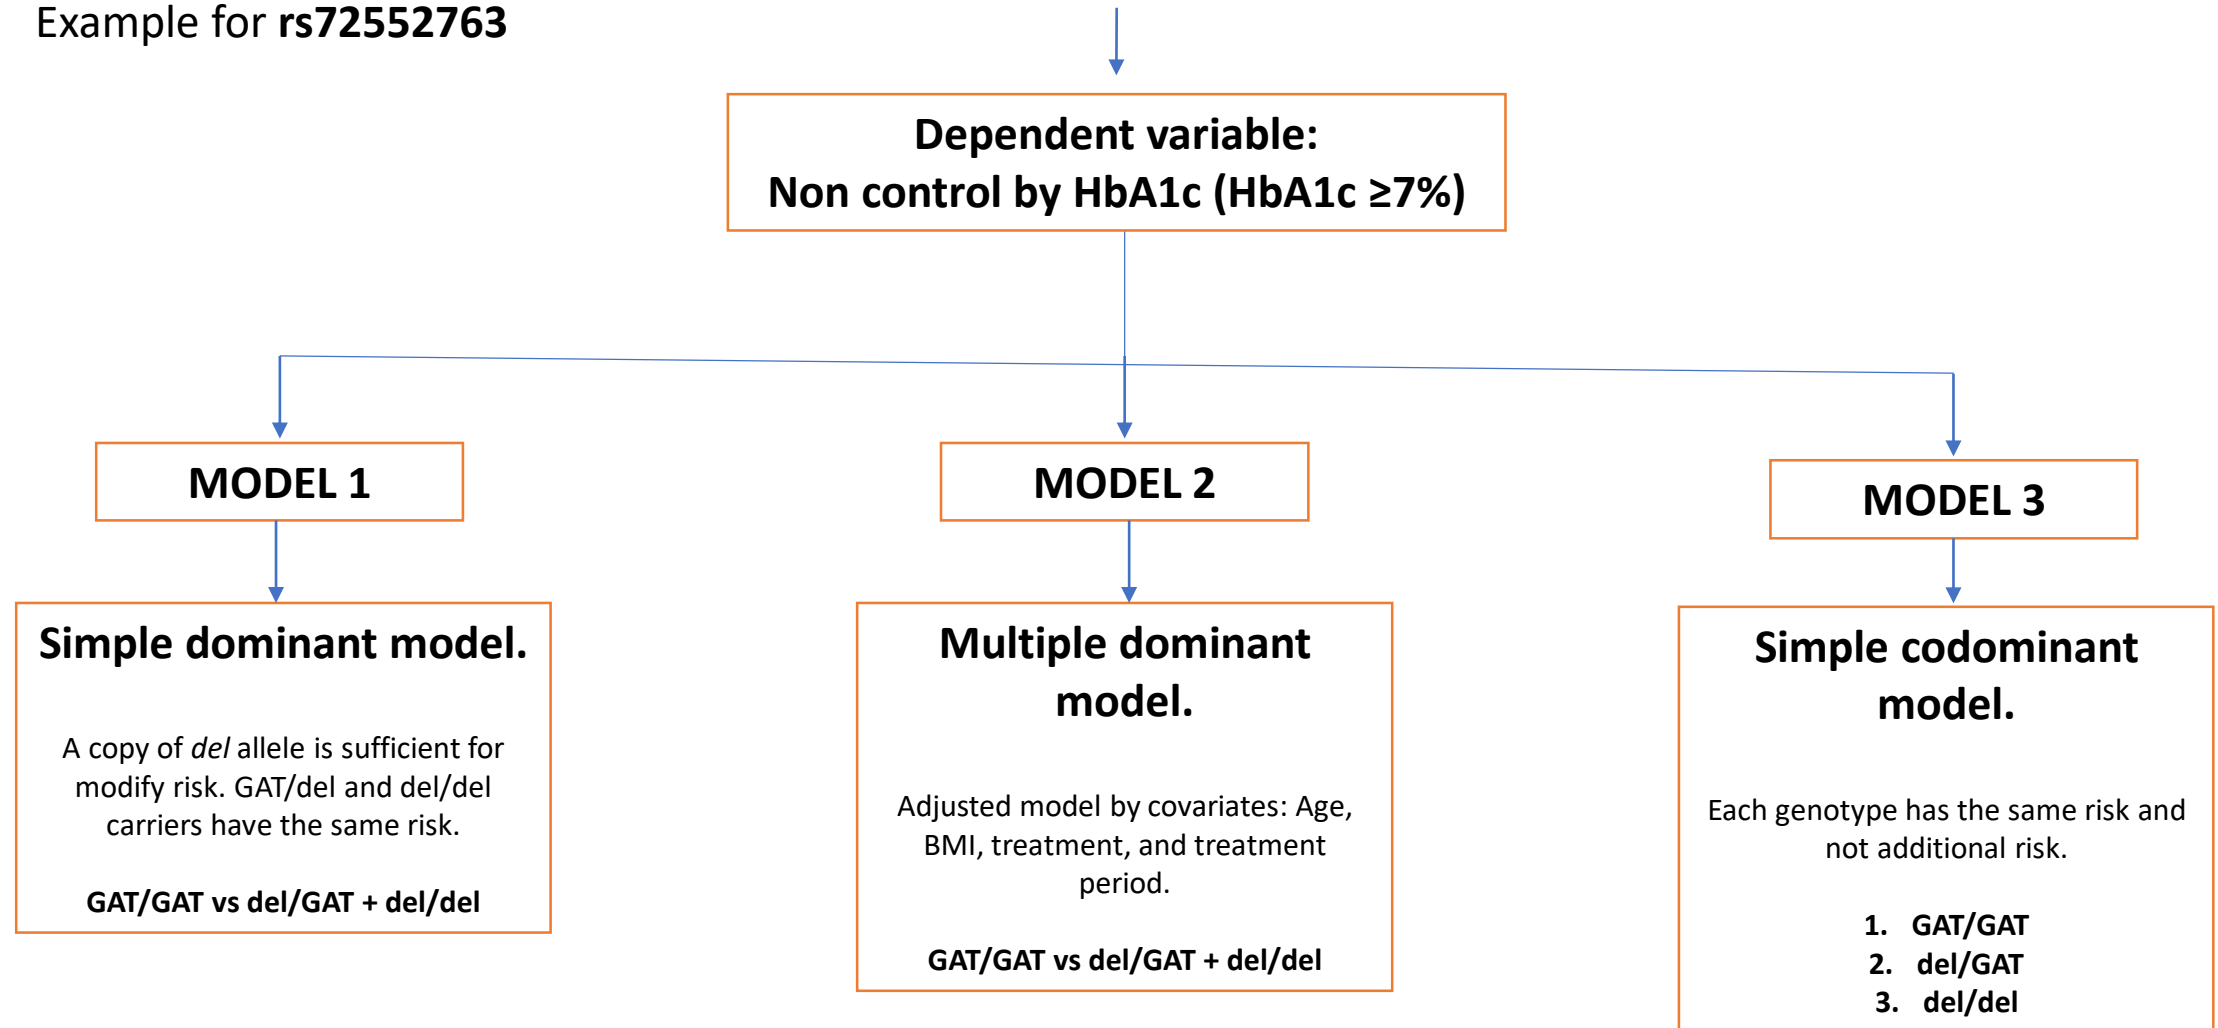 Example for rs72552763
Dependent variable:
Non control by HbA1c (HbA1c ≥7%)
MODEL 1
MODEL 2
MODEL 3
Simple dominant model.
A copy of del allele is sufficient for
modify risk. GAT/del and del/del
carriers have the same risk.
GAT/GAT vs del/GAT + del/del
Multiple dominant
model.
Adjusted model by covariates: Age,
BMI, treatment, and treatment
period.
GAT/GAT vs del/GAT + del/del
Simple codominant
model.
Each genotype has the same risk and
not additional risk.
1. GAT/GAT
2. del/GAT
3. del/del